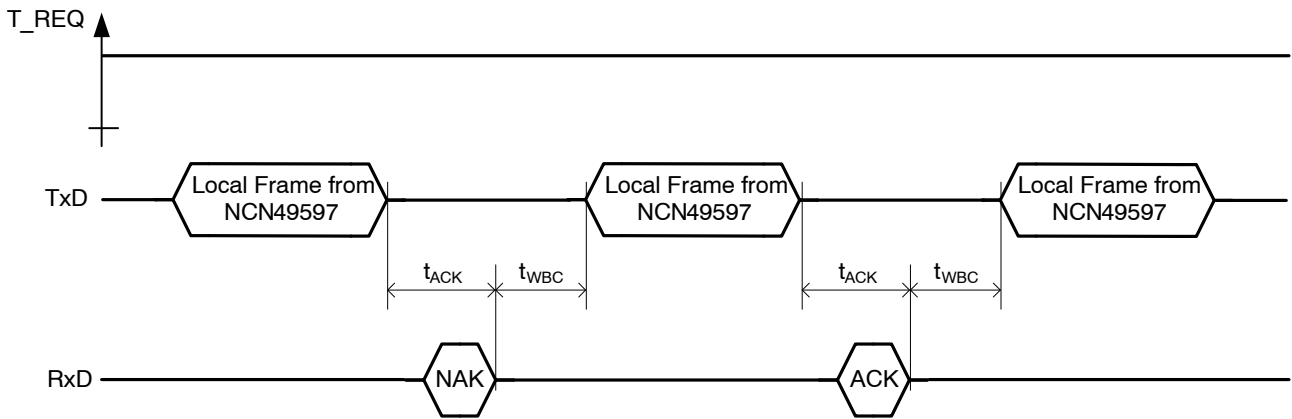 T_REQ
TxD
Local Frame from
NCN49597
Local Frame from
NCN49597
Local Frame from
NCN49597
tACK
tWBC
tACK
tWBC
RxD
NAK
ACK